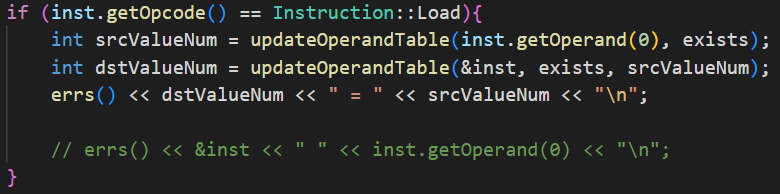 if (inst.getOpcode() == Instruction::Load){
int srcValueNum = updateOperandTable(inst.getOperand(0), exists);
int dstValueNum = updateOperandTable(&inst, exists, srcValueNum);
errs() << dstValueNum << " = " << srcValueNum << "\n";
// errs() << &inst << " " << inst.getOperand(0) << "\n";
}